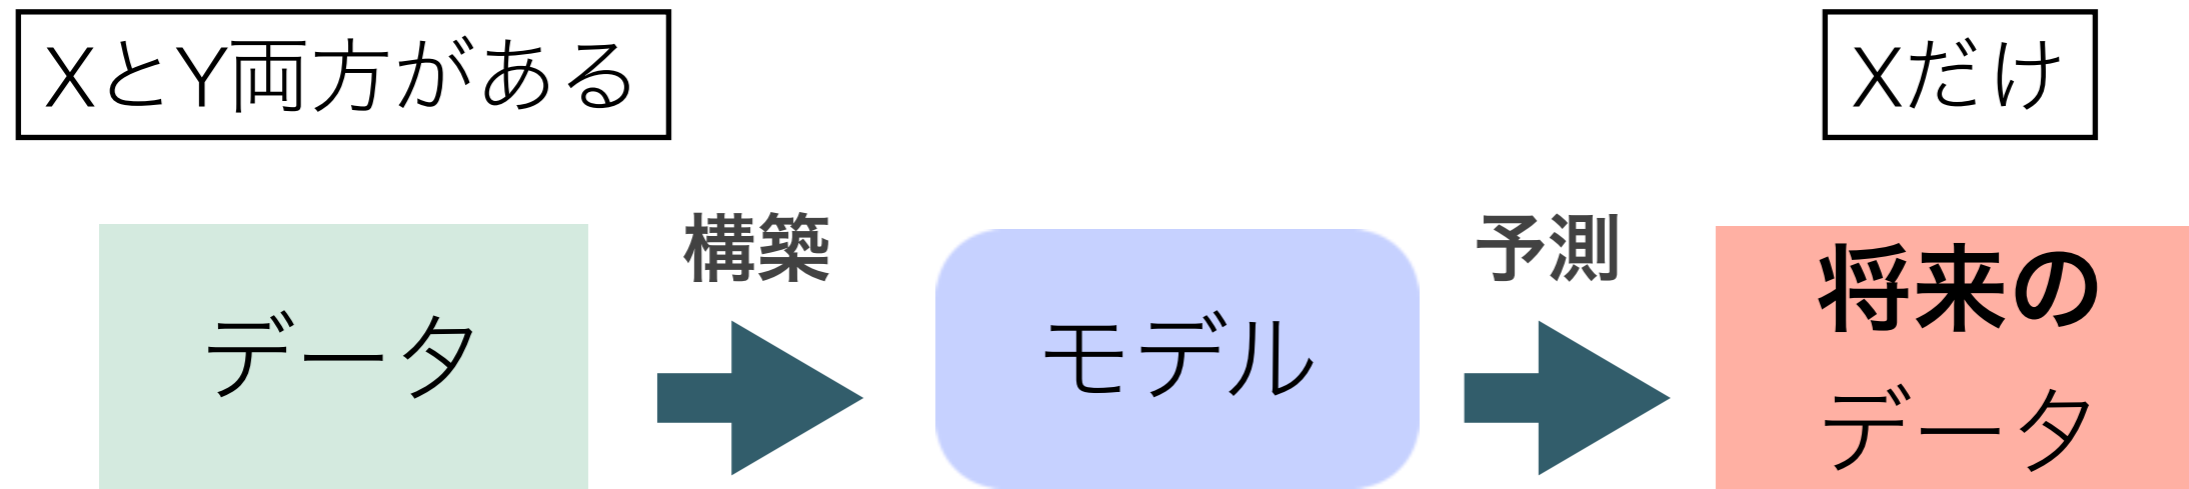 XとY両方がある
Xだけ
構築
予測
データ
モデル
将来の
データ